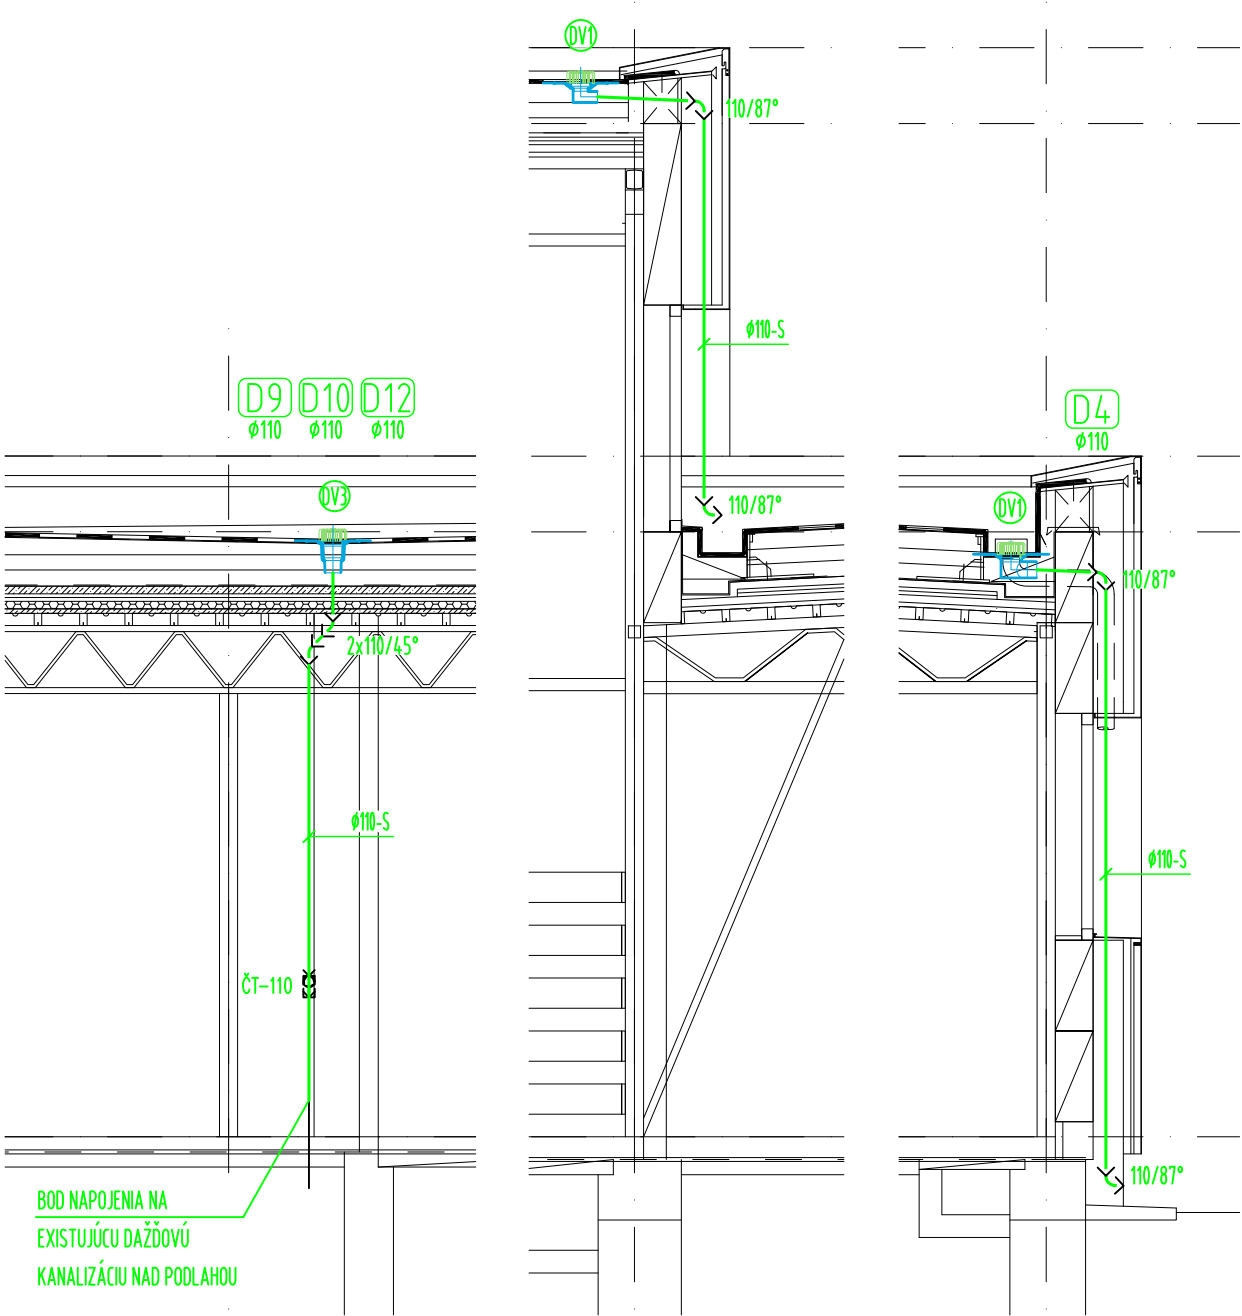 DV1
110/87°
ø110-S
D9 D10 D12
ø110 ø110 ø110
D4
ø110
DV3
110/87°
DV1
110/87°
2x110/45°
ø110-S
ø110-S
ČT-110
110/87°
BOD NAPOJENIA NA
EXISTUJÚCU DAŽĎOVÚ
KANALIZÁCIU NAD PODLAHOU